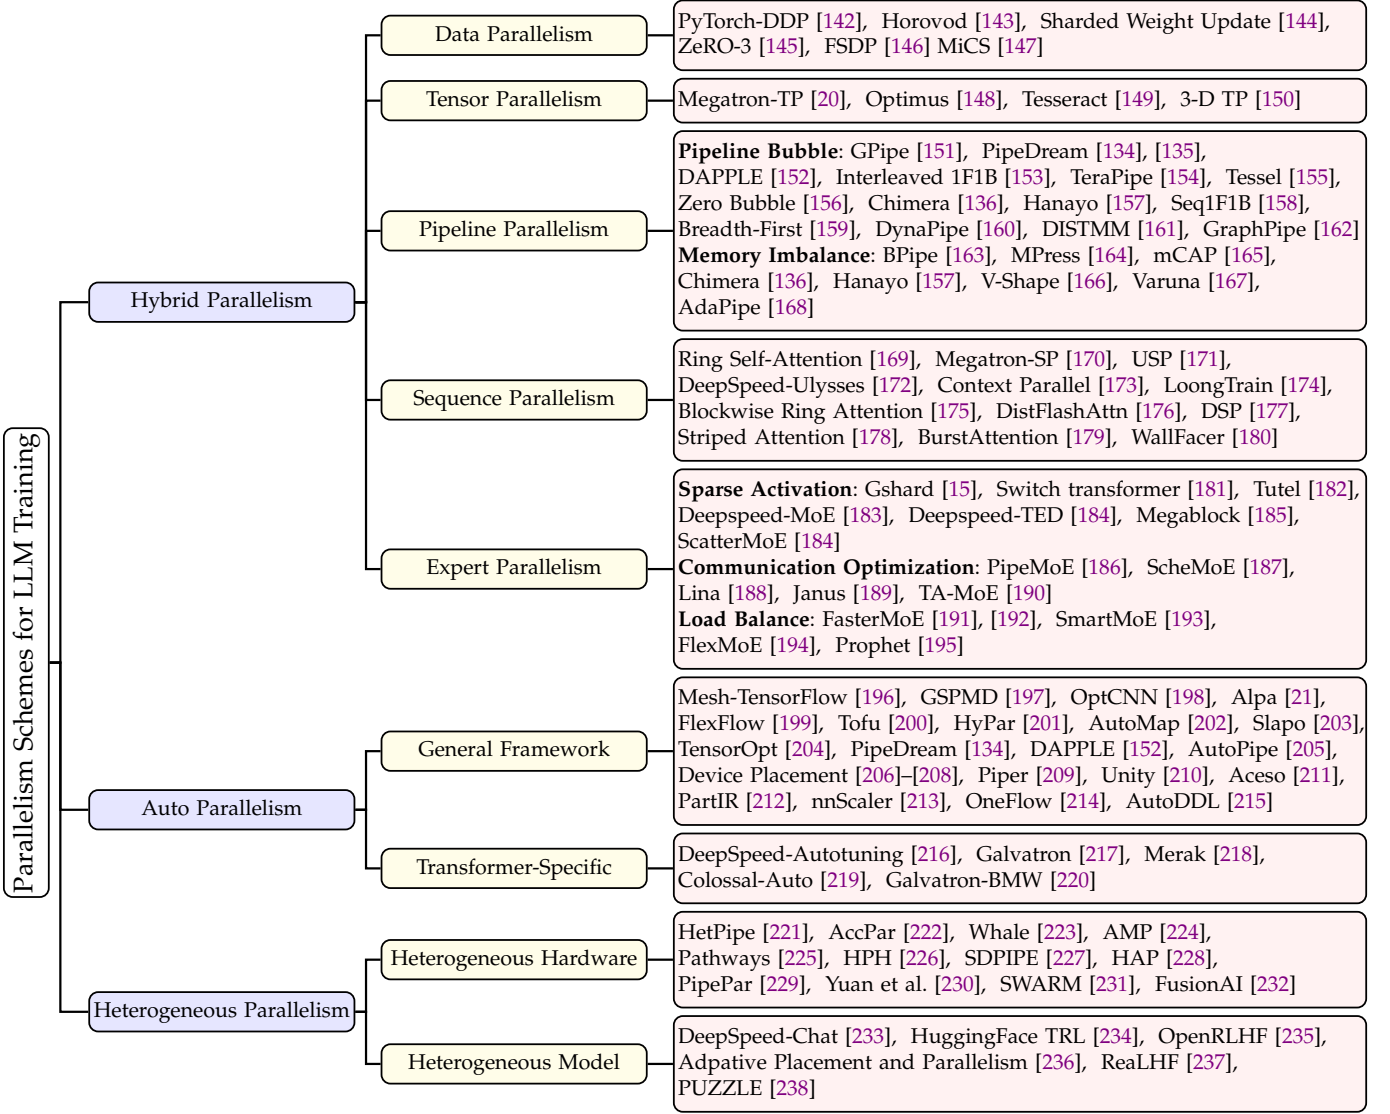 Parallelism Schemes for LLM Training
Hybrid Parallelism
Data Parallelism
PyTorch-DDP [142], Horovod [143], Sharded Weight Update [144],
ZeRO-3 [145], FSDP [146] MiCS [147]
Tensor Parallelism
Megatron-TP [20], Optimus [148], Tesseract [149], 3-D TP [150]
Pipeline Parallelism
Pipeline Bubble: GPipe [151], PipeDream [134], [135],
DAPPLE [152], Interleaved 1F1B [153], TeraPipe [154], Tessel [155],
Zero Bubble [156], Chimera [136], Hanayo [157], Seq1F1B [158],
Breadth-First [159], DynaPipe [160], DISTMM [161], GraphPipe [162]
Memory Imbalance: BPipe [163], MPress [164], mCAP [165],
Chimera [136], Hanayo [157], V-Shape [166], Varuna [167],
AdaPipe [168]
Sequence Parallelism
Ring Self-Attention [169], Megatron-SP [170], USP [171],
DeepSpeed-Ulysses [172], Context Parallel [173], LoongTrain [174],
Blockwise Ring Attention [175], DistFlashAttn [176], DSP [177],
Striped Attention [178], BurstAttention [179], WallFacer [180]
Expert Parallelism
Sparse Activation: Gshard [15], Switch transformer [181], Tutel [182],
Deepspeed-MoE [183], Deepspeed-TED [184], Megablock [185],
ScatterMoE [184]
Communication Optimization: PipeMoE [186], ScheMoE [187],
Lina [188], Janus [189], TA-MoE [190]
Load Balance: FasterMoE [191], [192], SmartMoE [193],
FlexMoE [194], Prophet [195]
Auto Parallelism
General Framework
Mesh-TensorFlow [196], GSPMD [197], OptCNN [198], Alpa [21],
FlexFlow [199], Tofu [200], HyPar [201], AutoMap [202], Slapo [203],
TensorOpt [204], PipeDream [134], DAPPLE [152], AutoPipe [205],
Device Placement [206]–[208], Piper [209], Unity [210], Aceso [211],
PartIR [212], nnScaler [213], OneFlow [214], AutoDDL [215]
Transformer-Specific
DeepSpeed-Autotuning [216], Galvatron [217], Merak [218],
Colossal-Auto [219], Galvatron-BMW [220]
Heterogeneous Parallelism
Heterogeneous Hardware
HetPipe [221], AccPar [222], Whale [223], AMP [224],
Pathways [225], HPH [226], SDPIPE [227], HAP [228],
PipePar [229], Yuan et al. [230], SWARM [231], FusionAI [232]
Heterogeneous Model
DeepSpeed-Chat [233], HuggingFace TRL [234], OpenRLHF [235],
Adpative Placement and Parallelism [236], ReaLHF [237],
PUZZLE [238]